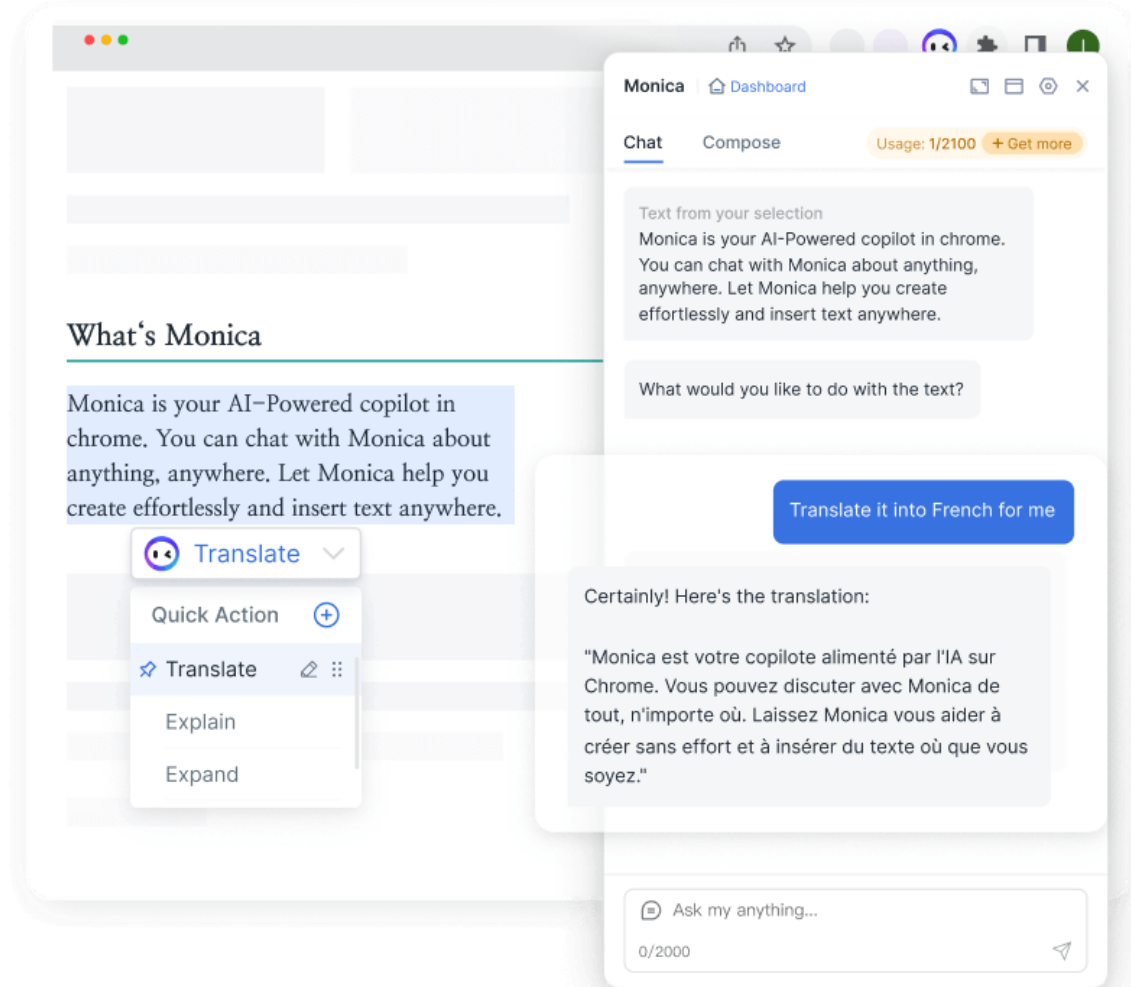 Monica
Dashboard
Chat
Compose
Usage: 1/2100
+ Get more
Text from your selection
Monica is your AI-Powered copilot in chrome.
You can chat with Monica about anything,
anywhere. Let Monica help you create
effortlessly and insert text anywhere.
What would you like to do with the text?
What‘s Monica
Monica is your AI-Powered copilot in
chrome. You can chat with Monica about
anything, anywhere. Let Monica help you
create effortlessly and insert text anywhere.
Translate
Quick Action
Translate
Explain
Expand
Translate it into French for me
Certainly! Here's the translation:
"Monica est votre copilote alimenté par l'IA sur
Chrome. Vous pouvez discuter avec Monica de
tout, n'importe où. Laissez Monica vous aider à
créer sans effort et à insérer du texte où que vous
soyez."
Ask my anything...
0/2000